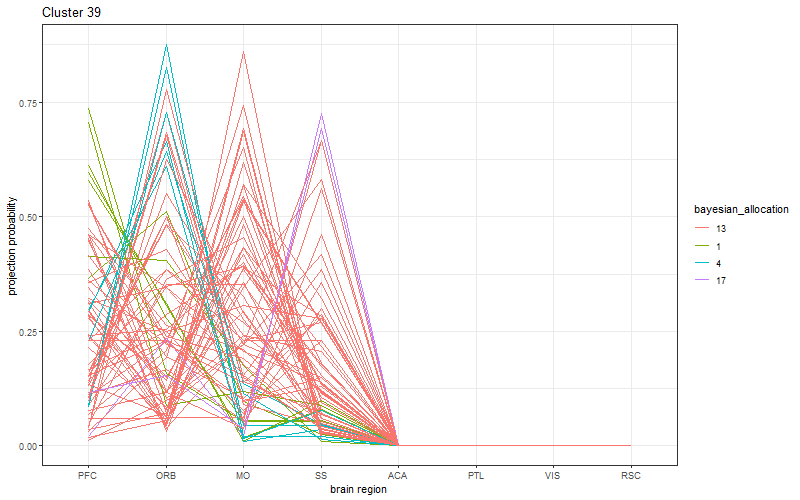 Cluster 39
projection probability
0.75
0.50
0.25
0.00
PFC ORB MO SS ACA PTL VIS RSC
brain region
bayesian_allocation
13
1
4
17